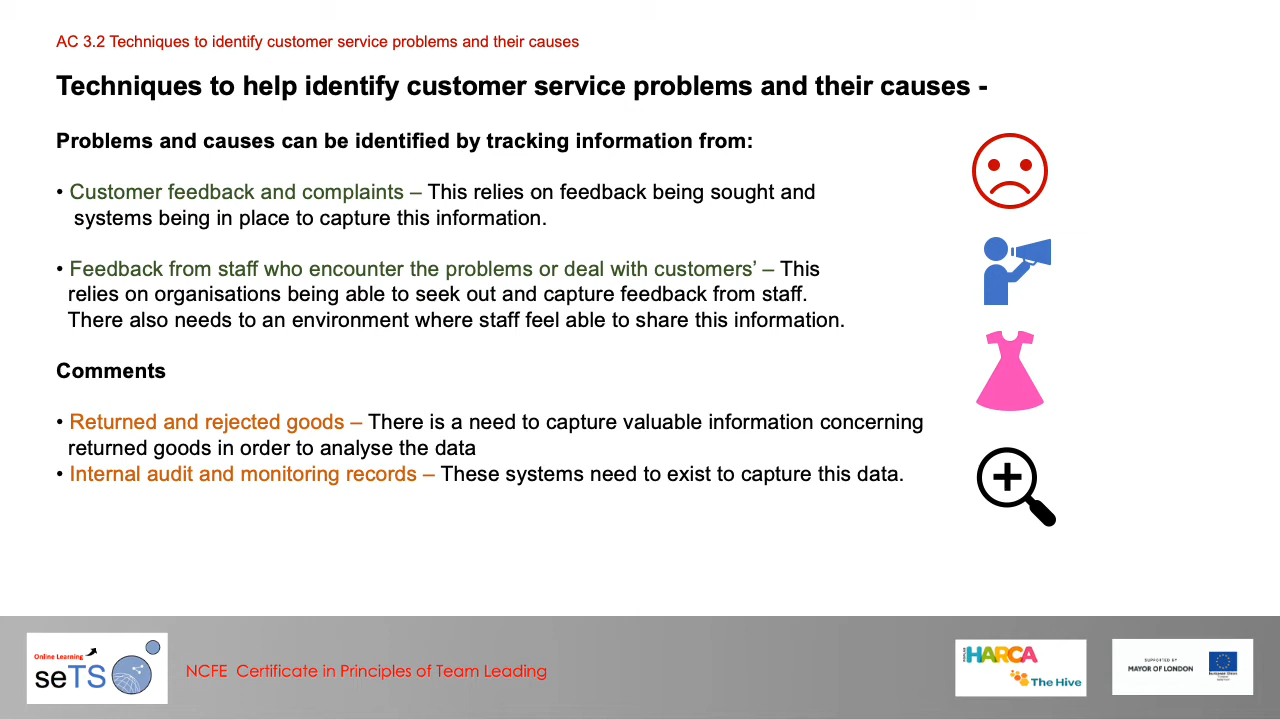 AC 3.2 Techniques to identify customer service problems and their causes
Techniques to help identify customer service problems and their causes -
Problems and causes can be identified by tracking information from:
• Customer feedback and complaints – This relies on feedback being sought and
systems being in place to capture this information.
• Feedback from staff who encounter the problems or deal with customers’ – This
relies on organisations being able to seek out and capture feedback from staff.
There also needs to an environment where staff feel able to share this information.
Comments
• Returned and rejected goods – There is a need to capture valuable information concerning
returned goods in order to analyse the data
• Internal audit and monitoring records – These systems need to exist to capture this data.
Online Learning
seTS
NCFE Certificate in Principles of Team Leading
HARCA
The Hive
SUPPORTED BY
MAYOR OF LONDON
European Union